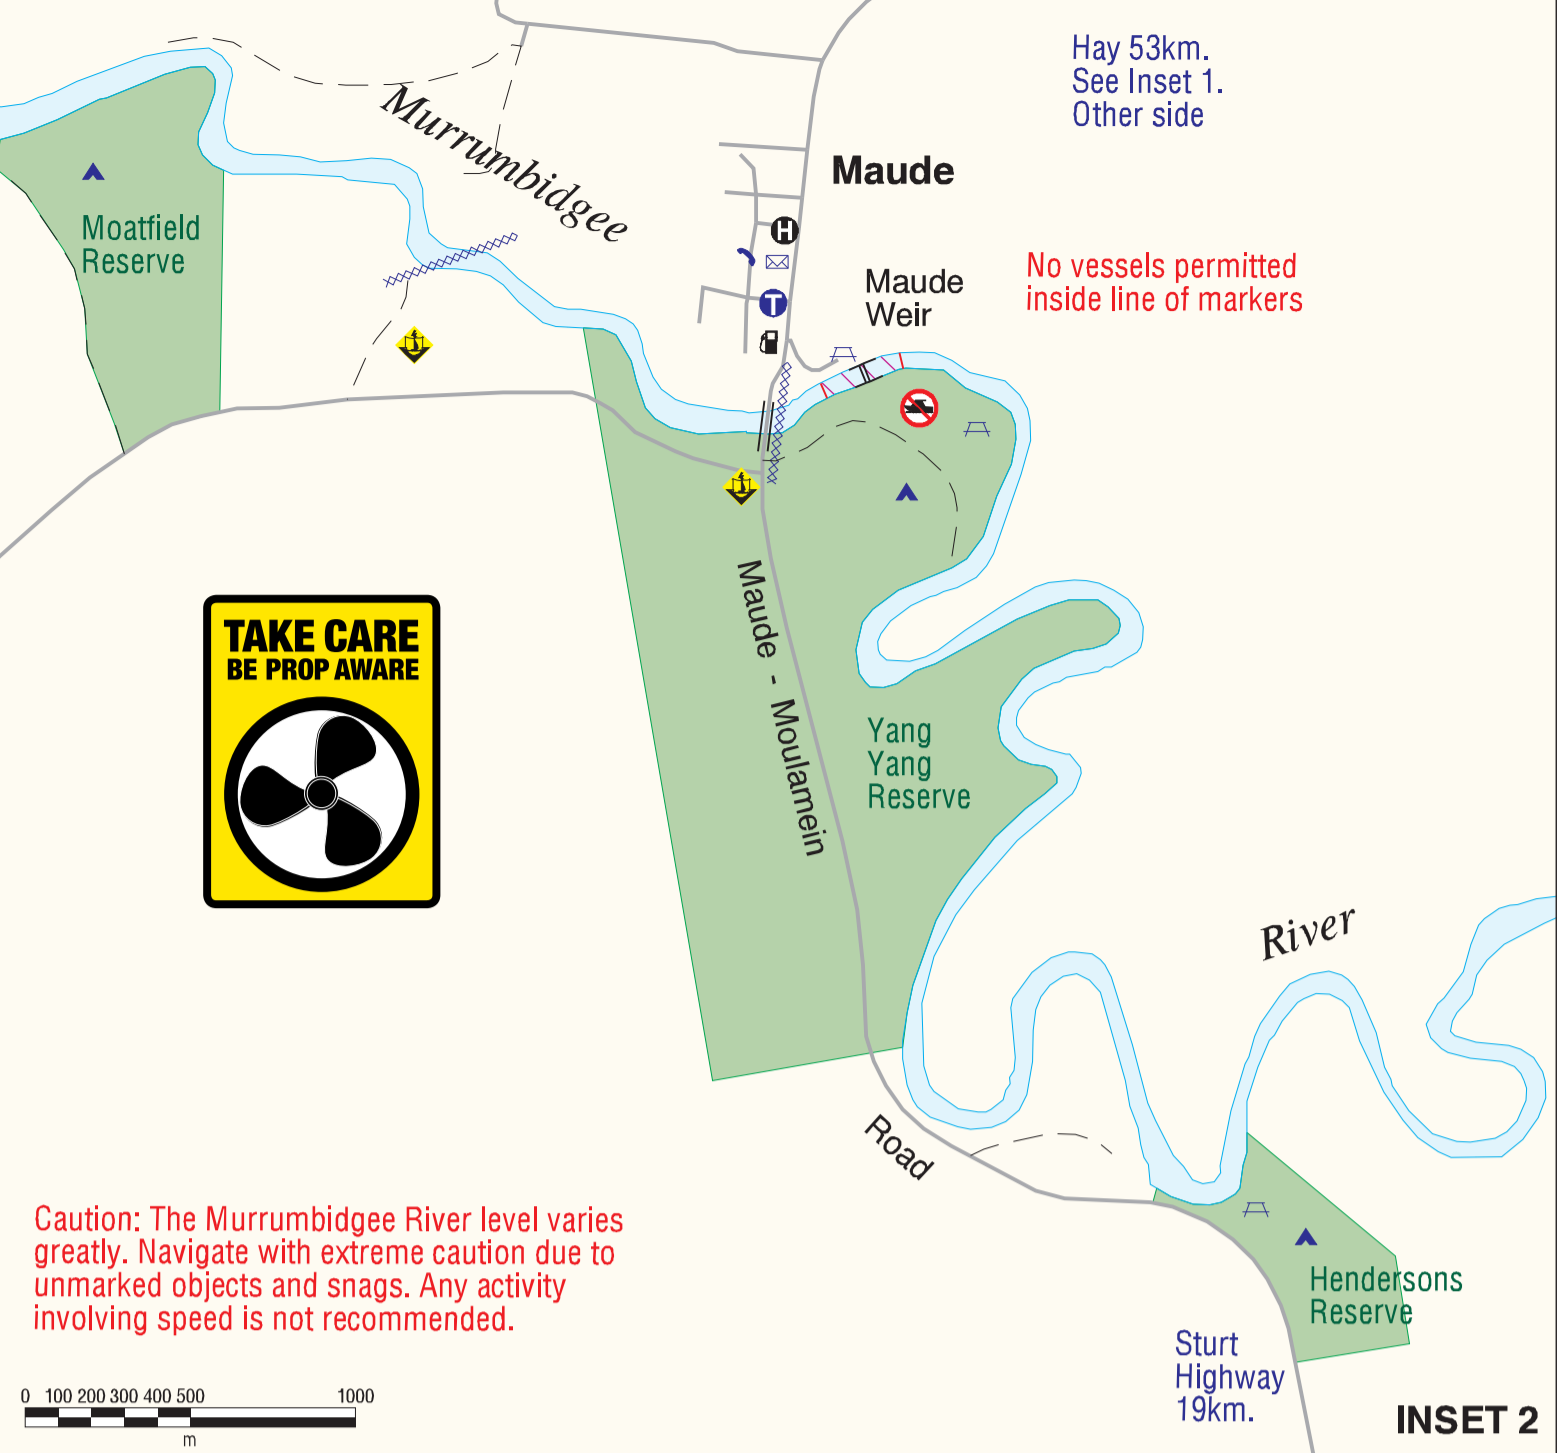 Hay 53km.
See Inset 1.
Other side
Murrumbidgee
Maude
H
Moatfield
Reserve
T
Maude
Weir
No vessels permitted
inside line of markers
TAKE CARE
BE PROP AWARE
Maude - Moulamein
Yang
Yang
Reserve
River
Road
Caution: The Murrumbidgee River level varies
greatly. Navigate with extreme caution due to
unmarked objects and snags. Any activity
involving speed is not recommended.
Hendersons
Reserve
Sturt
Highway
19km.
0 100 200 300 400 500 1000
m
INSET 2